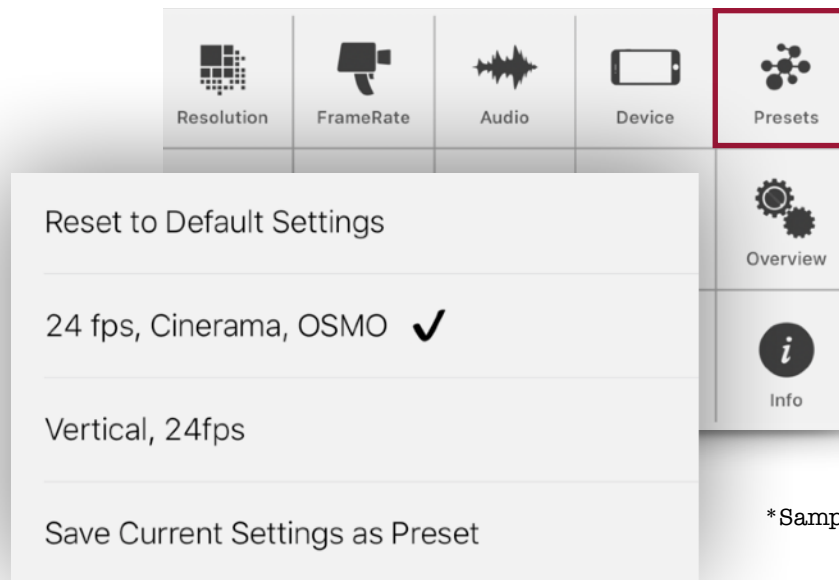 Resolution
FrameRate
Audio
Device
Presets
Overview
Info
Reset to Default Settings
24 fps, Cinerama, OSMO ✓
Vertical, 24fps
Save Current Settings as Preset
*Samp